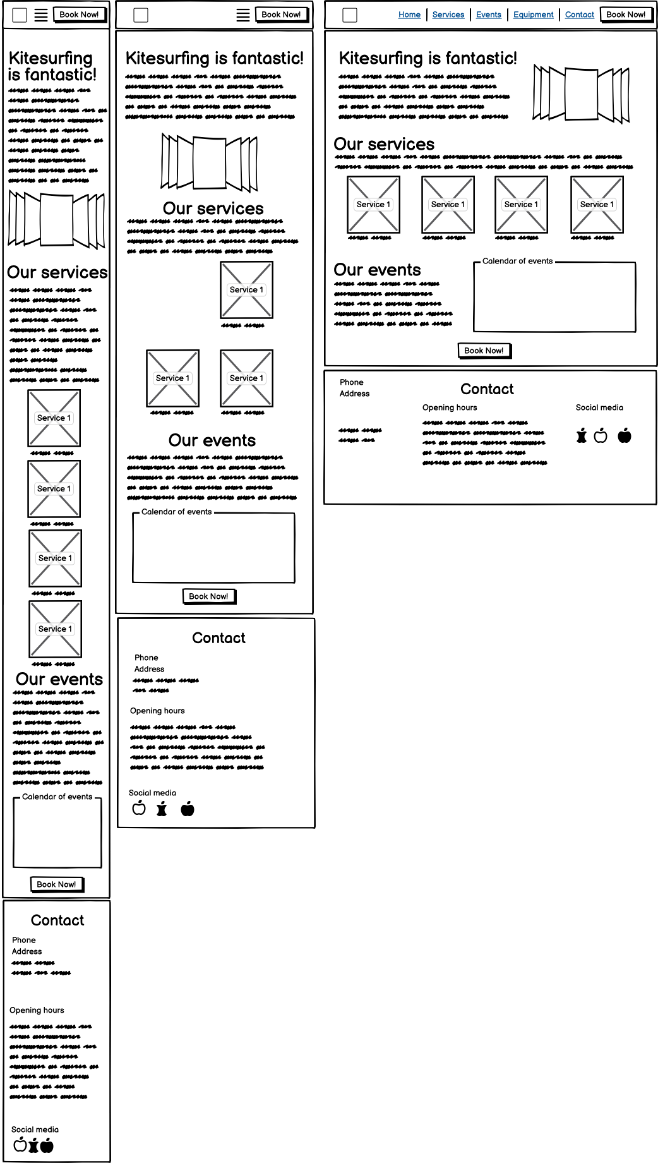 Book Now!
Kitesurfing
is fantastic!
Our services
Service 1
Service 1
Service 1
Service 1
Our events
Calendar of events
Book Now!
Contact
Phone
Address
Opening hours
Social media
Book Now!
Kitesurfing is fantastic!
Our services
Service 1
Service 1
Service 1
Our events
Calendar of events
Book Now!
Contact
Phone
Address
Opening hours
Social media
Home Services Events Equipment Contact Book Now!
Kitesurfing is fantastic!
Our services
Service 1 Service 1 Service 1 Service 1
Our events
Calendar of events
Book Now!
Phone
Address
Contact
Opening hours
Social media